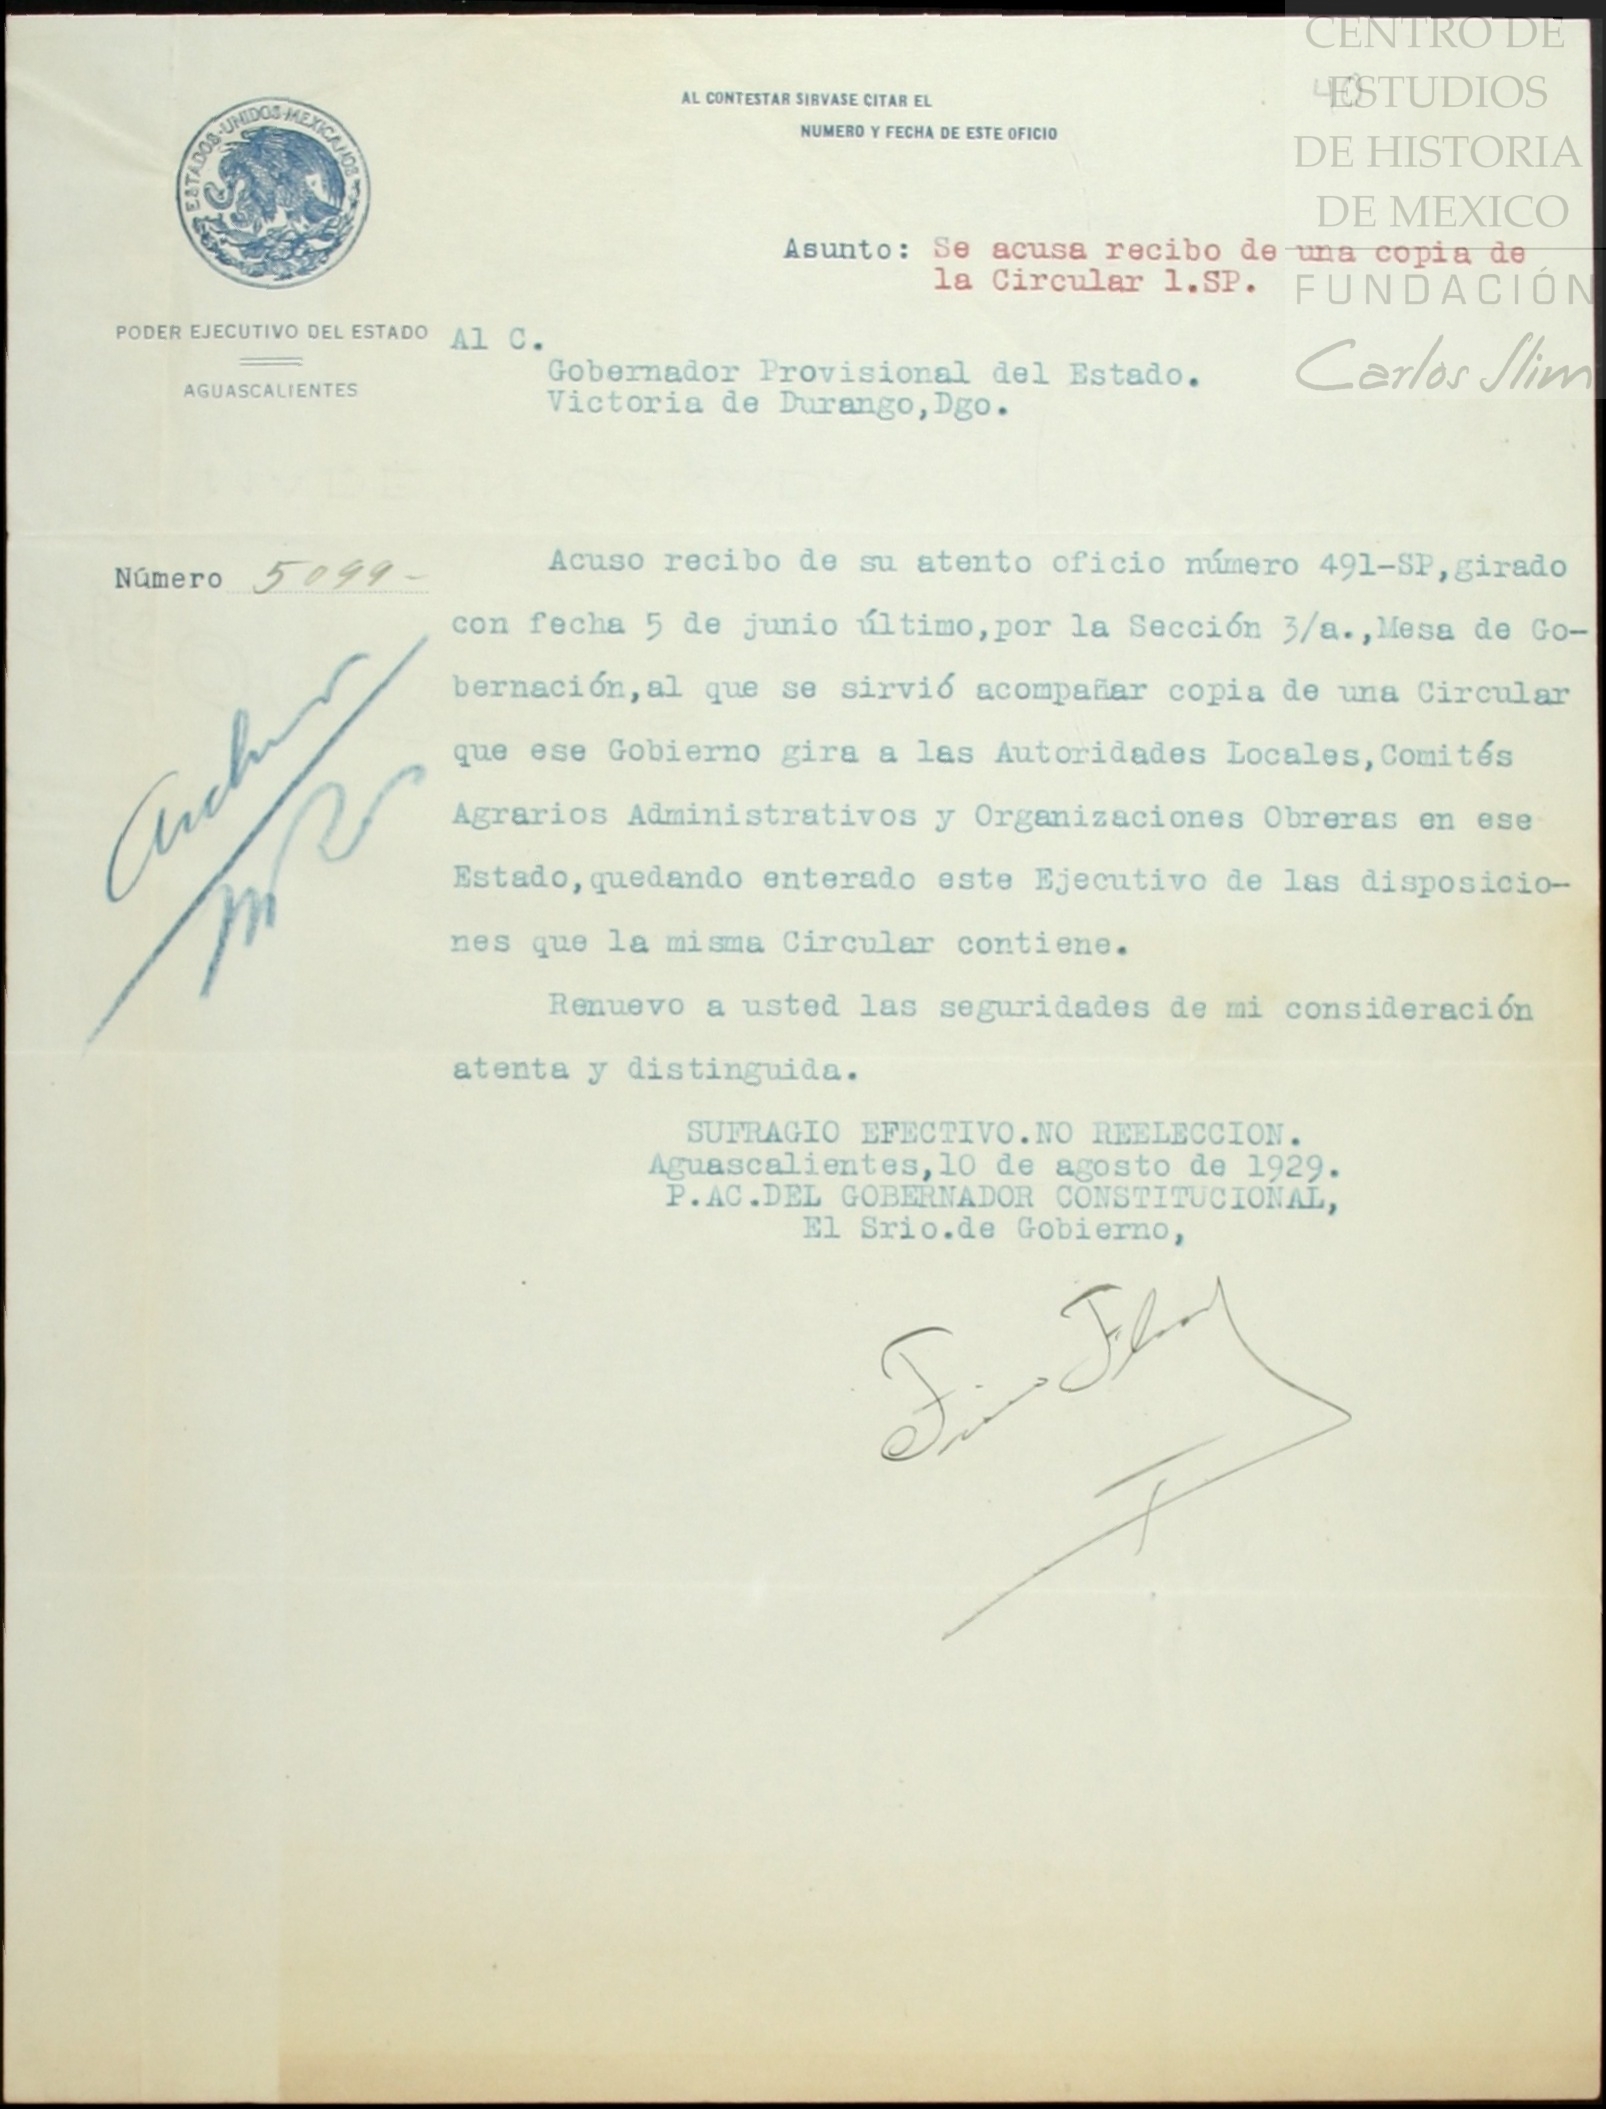 CENTRO DE
ESTUDIOS
DE HISTORIA
DE MEXICO
FUNDACIÓN
Carlos Slim
AL CONTESTAR SIRVASE CITAR EL
NUMERO Y FECHA DE ESTE OFICIO
ESTADOS-UNIDOS-MEXICANOS
Asunto: Se acusa recibo de una copia de
la Circular 1.SP.
PODER EJECUTIVO DEL ESTADO
AGUASCALIENTES
Al C.
Gobernador Provisional del Estado.
Victoria de Durango,Dgo.
Número 5099-
Acuso recibo de su atento oficio número 491-SP,girado
con fecha 5 de junio último,por la Sección 3/a.,Mesa de Go-
bernación,al que se sirvió acompañar copia de una Circular
que ese Gobierno gira a las Autoridades Locales,Comités
Agrarios Administrativos y Organizaciones Obreras en ese
Estado,quedando enterado este Ejecutivo de las disposicio-
nes que la misma Circular contiene.
Renuevo a usted las seguridades de mi consideración
atenta y distinguida.
SUFRAGIO EFECTIVO.NO REELECCION.
Aguascalientes,10 de agosto de 1929.
P.AC.DEL GOBERNADOR CONSTITUCIONAL,
El Srio.de Gobierno,